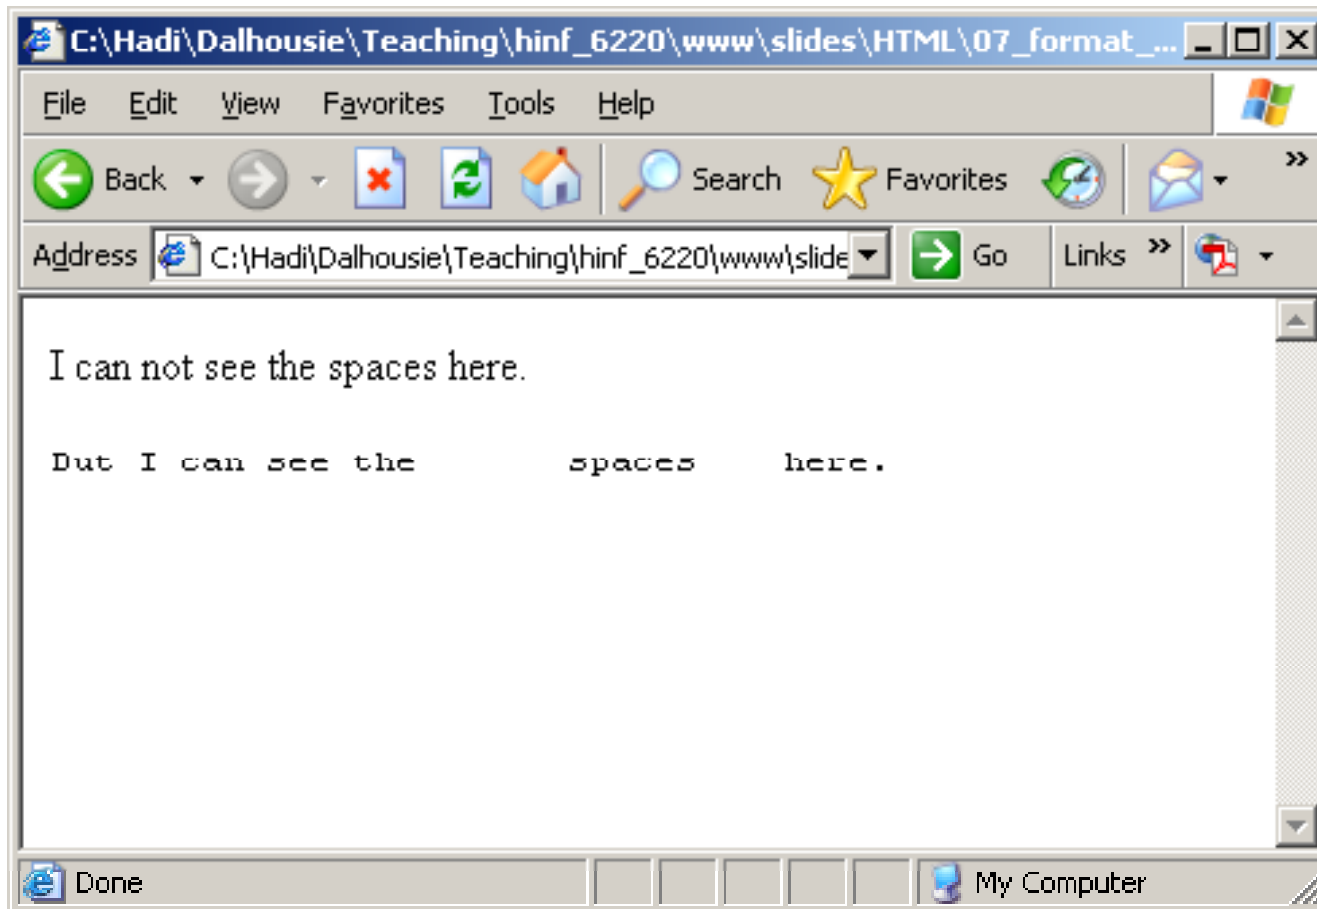 C:\Hadi\Dalhousie\Teaching\hinf_6220\www\slides\HTML\07_format_...
File Edit View Favorites Tools Help
Back Search Favorites »
Address C:\Hadi\Dalhousie\Teaching\hinf_6220\www\slide Go Links »
I can not see the spaces here.
But I can see the       spaces    here.
Done My Computer